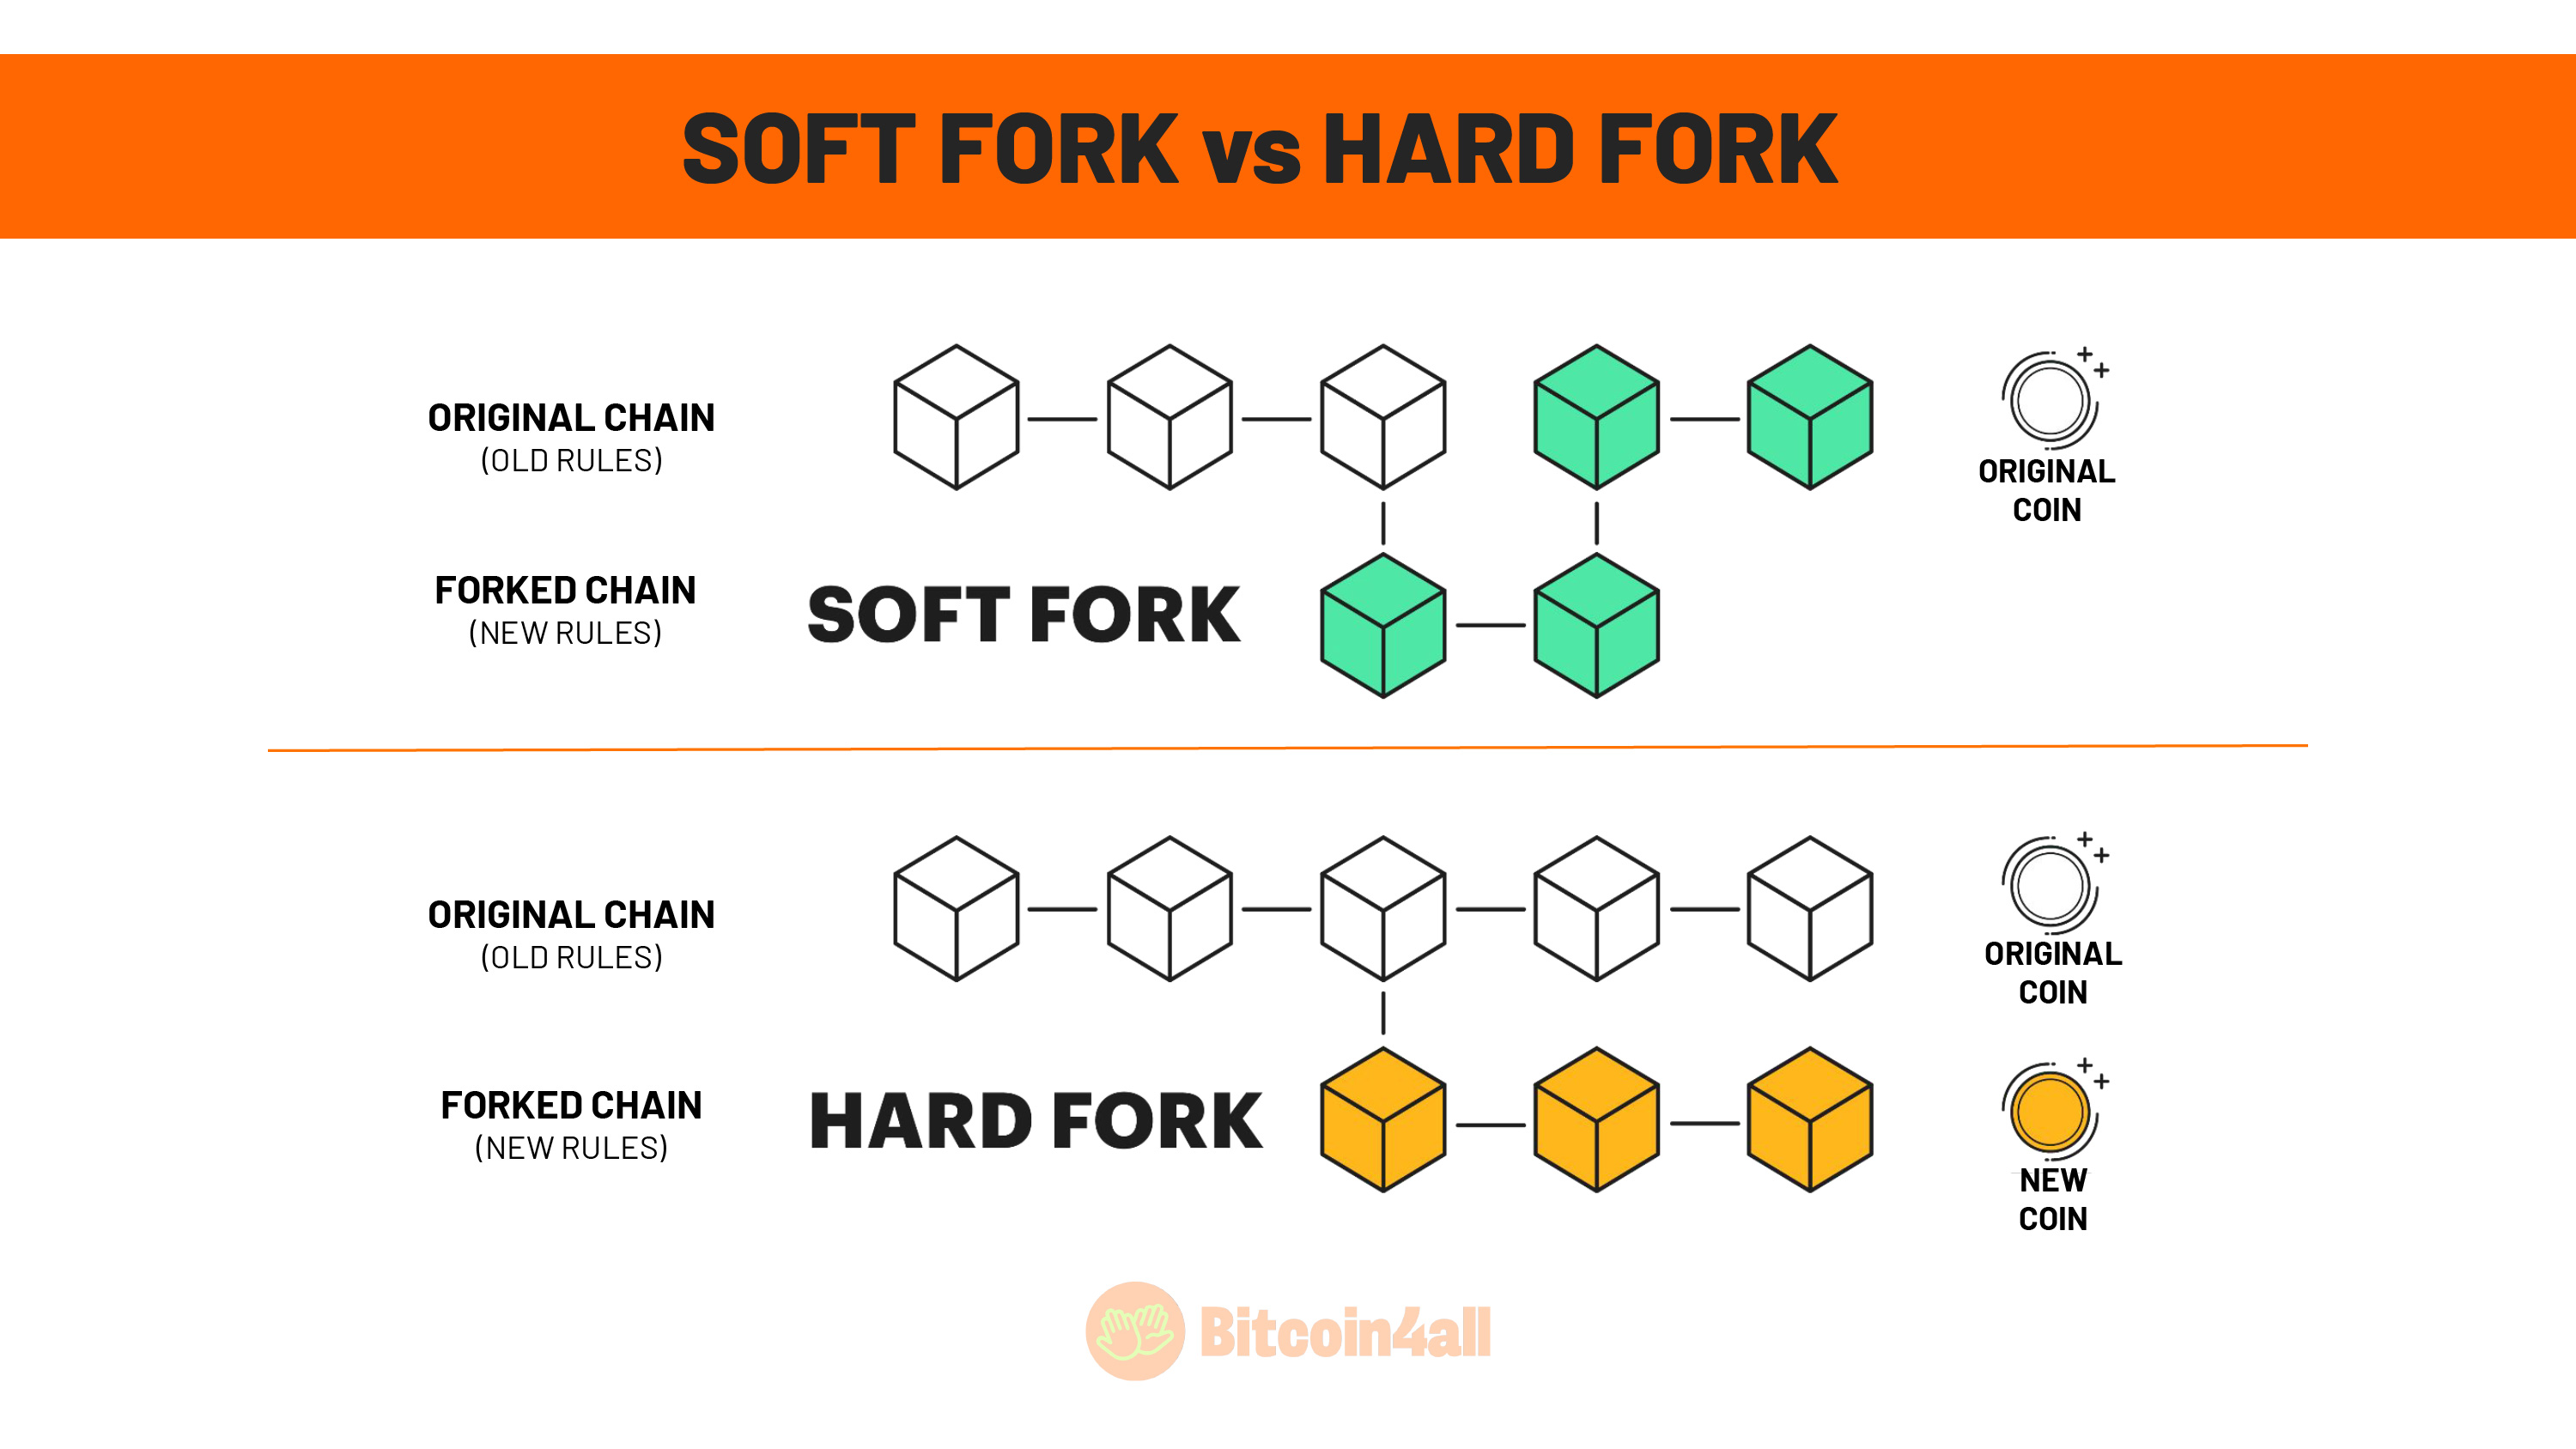 SOFT FORK vs HARD FORK
ORIGINAL CHAIN
(OLD RULES)
ORIGINAL
COIN
FORKED CHAIN
(NEW RULES)
SOFT FORK
ORIGINAL CHAIN
(OLD RULES)
ORIGINAL
COIN
FORKED CHAIN
(NEW RULES)
HARD FORK
NEW
COIN
Bitcoin4all